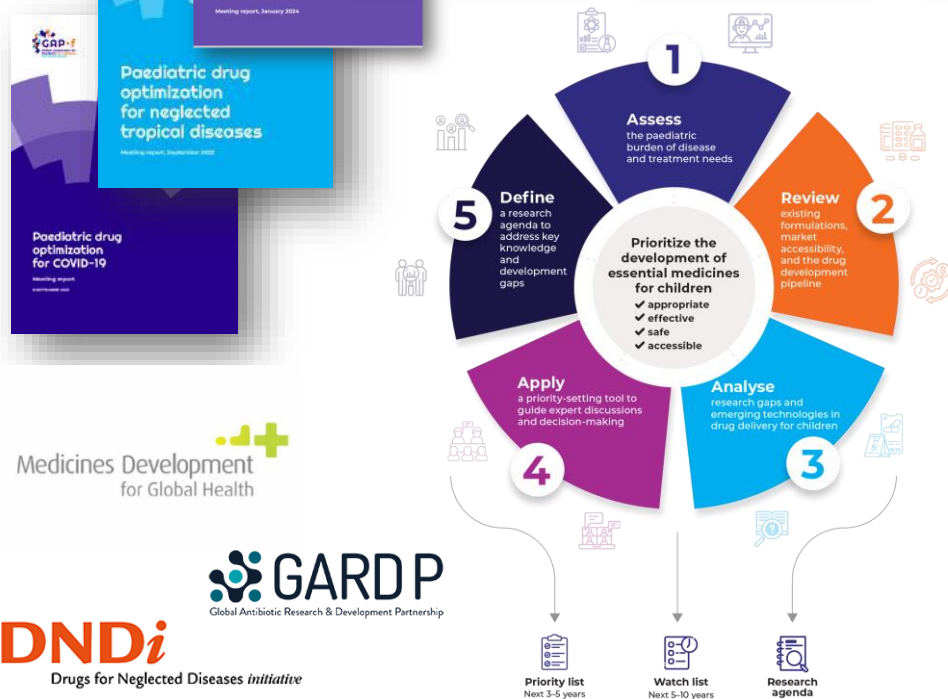 Meeting report, January 2024
GAP-f
Paediatric drug
optimization
for neglected
tropical diseases
Meeting report, September 2023
Paediatric drug
optimization
for COVID-19
Meeting report
Medicines Development
for Global Health
GARDP
Global Antibiotic Research & Development Partnership
DNDi
Drugs for Neglected Diseases initiative
1
Assess
the paediatric
burden of disease
and treatment needs
2
Review
existing
formulations,
market
accessibility,
and the drug
development
pipeline
3
Analyse
research gaps and
emerging technologies in
drug delivery for children
4
Apply
a priority-setting tool to
guide expert discussions
and decision-making
5
Define
a research
agenda to
address key
knowledge
and
development
gaps
Prioritize the
development of
essential medicines
for children
✔ appropriate
✔ effective
✔ safe
✔ accessible
Priority list
Next 3-5 years
Watch list
Next 5-10 years
Research
agenda